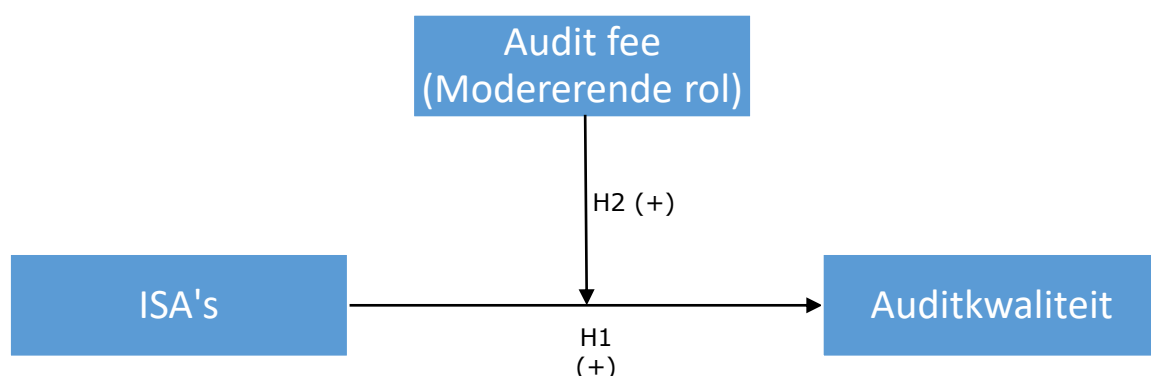 Audit fee
(Modererende rol)
H2 (+)
ISA's
Auditkwaliteit
H1
(+)